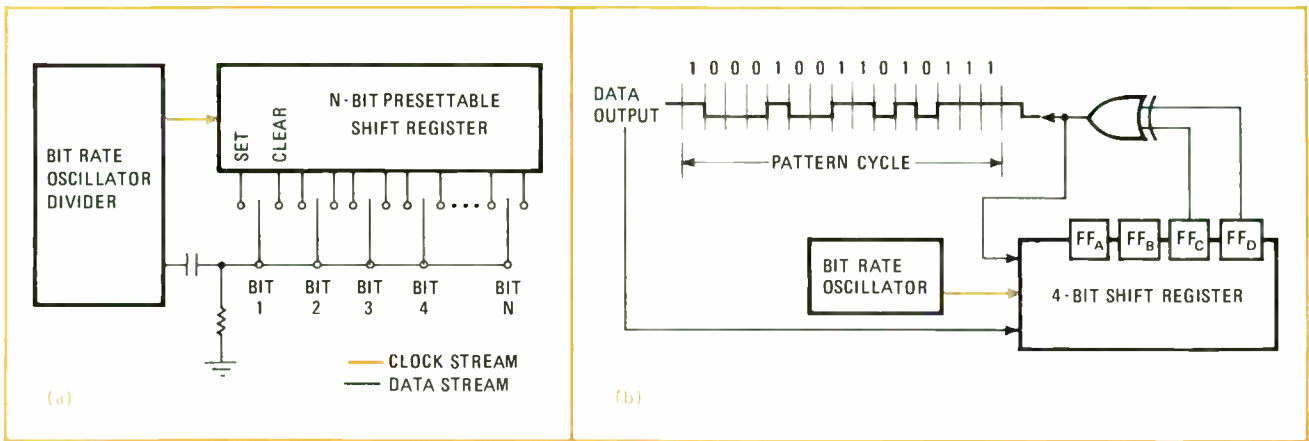 N-BIT PRESETTABLE
SHIFT REGISTER
SET
CLEAR
BIT RATE
OSCILLATOR
DIVIDER
BIT
1
BIT
2
BIT
3
BIT
4
BIT
N
CLOCK STREAM
DATA STREAM
(a)
1 0 0 0 1 0 0 1 1 0 1 0 1 1 1
DATA
OUTPUT
PATTERN CYCLE
FFA
FFB
FFC
FFD
BIT RATE
OSCILLATOR
4-BIT SHIFT REGISTER
(b)